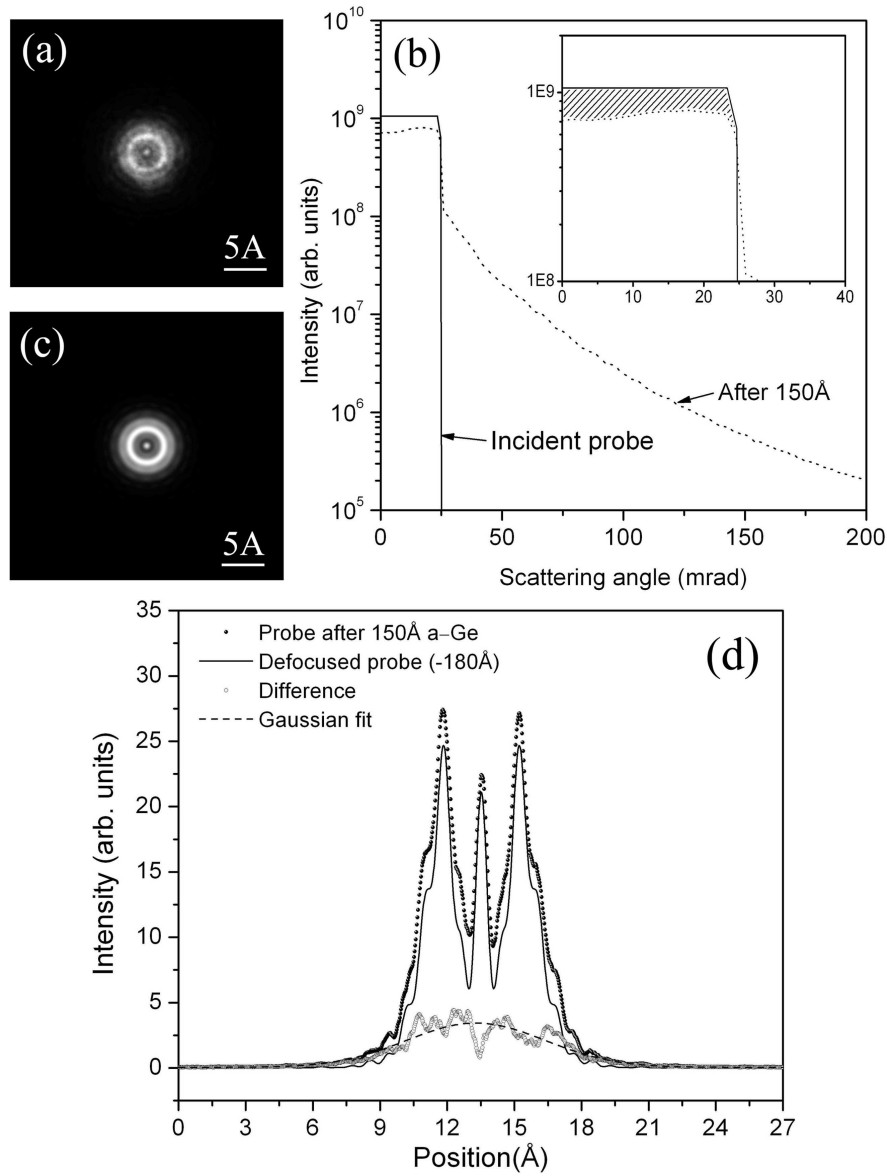 (a)
5A
(c)
5A
(b)
Intensity (arb. units)
10^10
10^9
10^8
10^7
10^6
10^5
0 50 100 150 200
Scattering angle (mrad)
Incident probe
After 150Å
1E9
1E8
0 10 20 30 40
(d)
Intensity (arb. units)
35
30
25
20
15
10
5
0
Probe after 150Å a–Ge
Defocused probe (-180Å)
Difference
Gaussian fit
0 3 6 9 12 15 18 21 24 27
Position(Å)